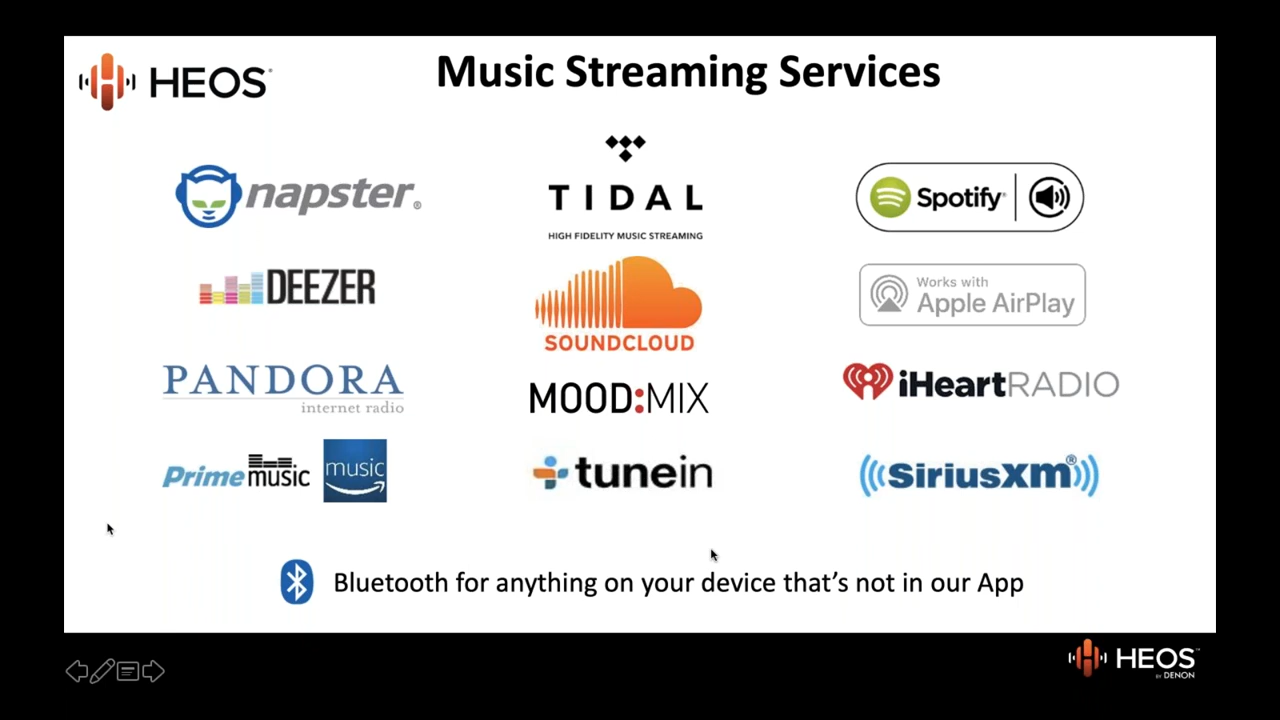 HEOS
Music Streaming Services
napster®
TIDAL
HIGH FIDELITY MUSIC STREAMING
Spotify®
DEEZER
SOUNDCLOUD
Works with
Apple AirPlay
PANDORA
internet radio
MOOD:MIX
iHeartRADIO
Prime music
music
tunein
SiriusXM®
Bluetooth for anything on your device that's not in our App
HEOS™
BY DENON